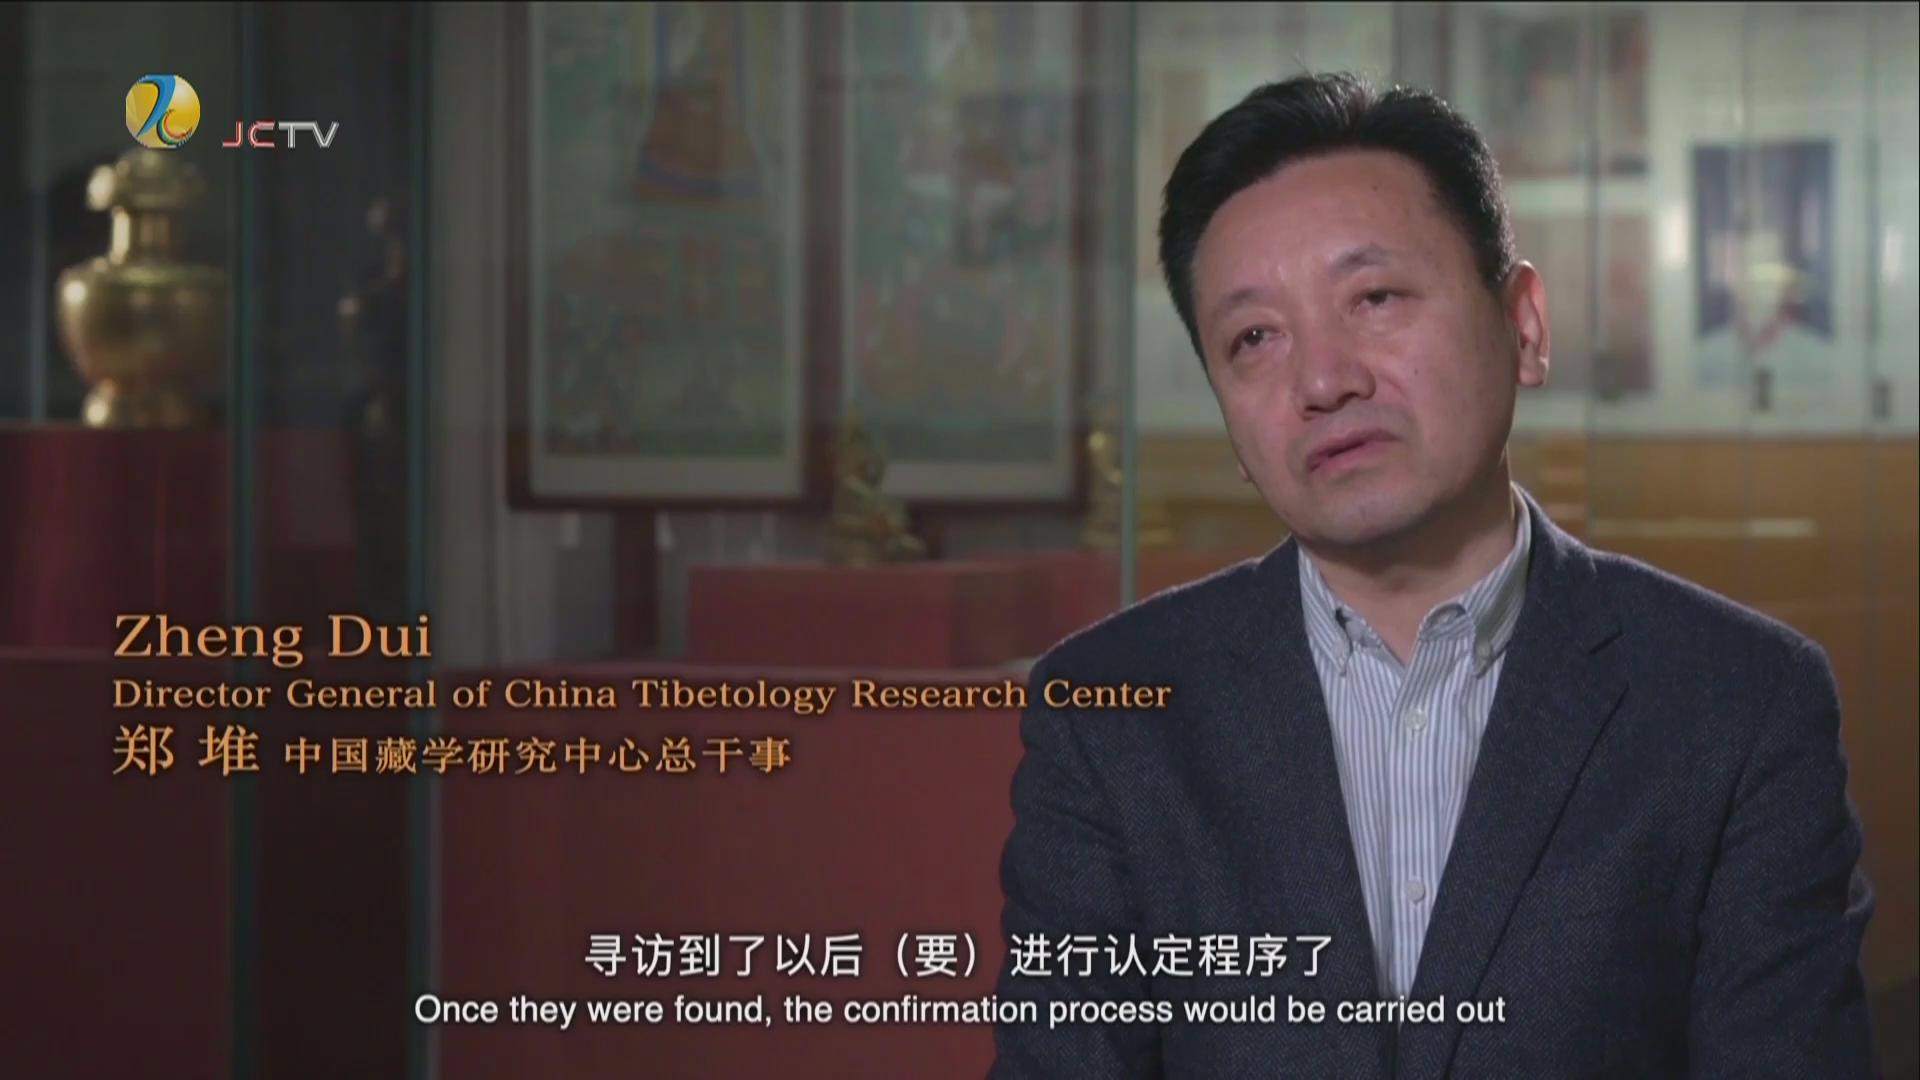 JCTV
Zheng Dui
Director General of China Tibetology Research Center
郑 堆 中国藏学研究中心总干事
寻访到了以后（要）进行认定程序了
Once they were found, the confirmation process would be carried out